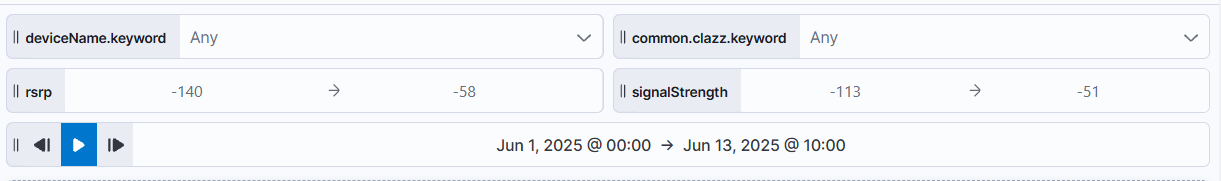 deviceName.keyword Any common.clazz.keyword Any
rsrp -140 → -58 signalStrength -113 → -51
Jun 1, 2025 @ 00:00 → Jun 13, 2025 @ 10:00